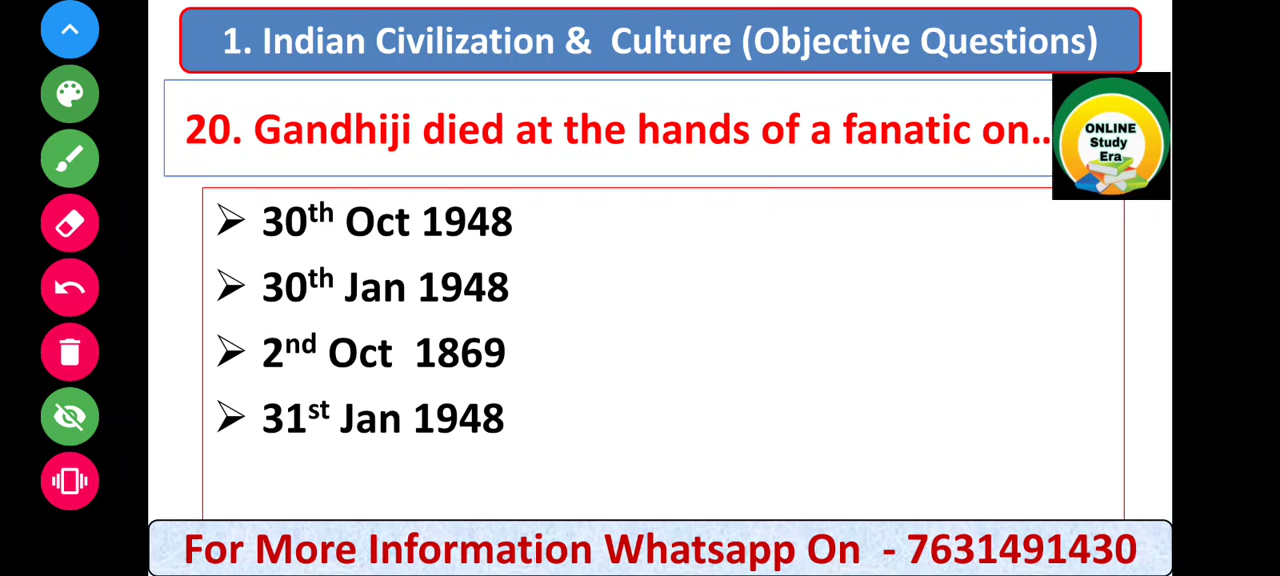 1. Indian Civilization & Culture (Objective Questions)
20. Gandhiji died at the hands of a fanatic on..
ONLINE
Study
Era
➢ 30th Oct 1948
➢ 30th Jan 1948
➢ 2nd Oct 1869
➢ 31st Jan 1948
For More Information Whatsapp On - 7631491430